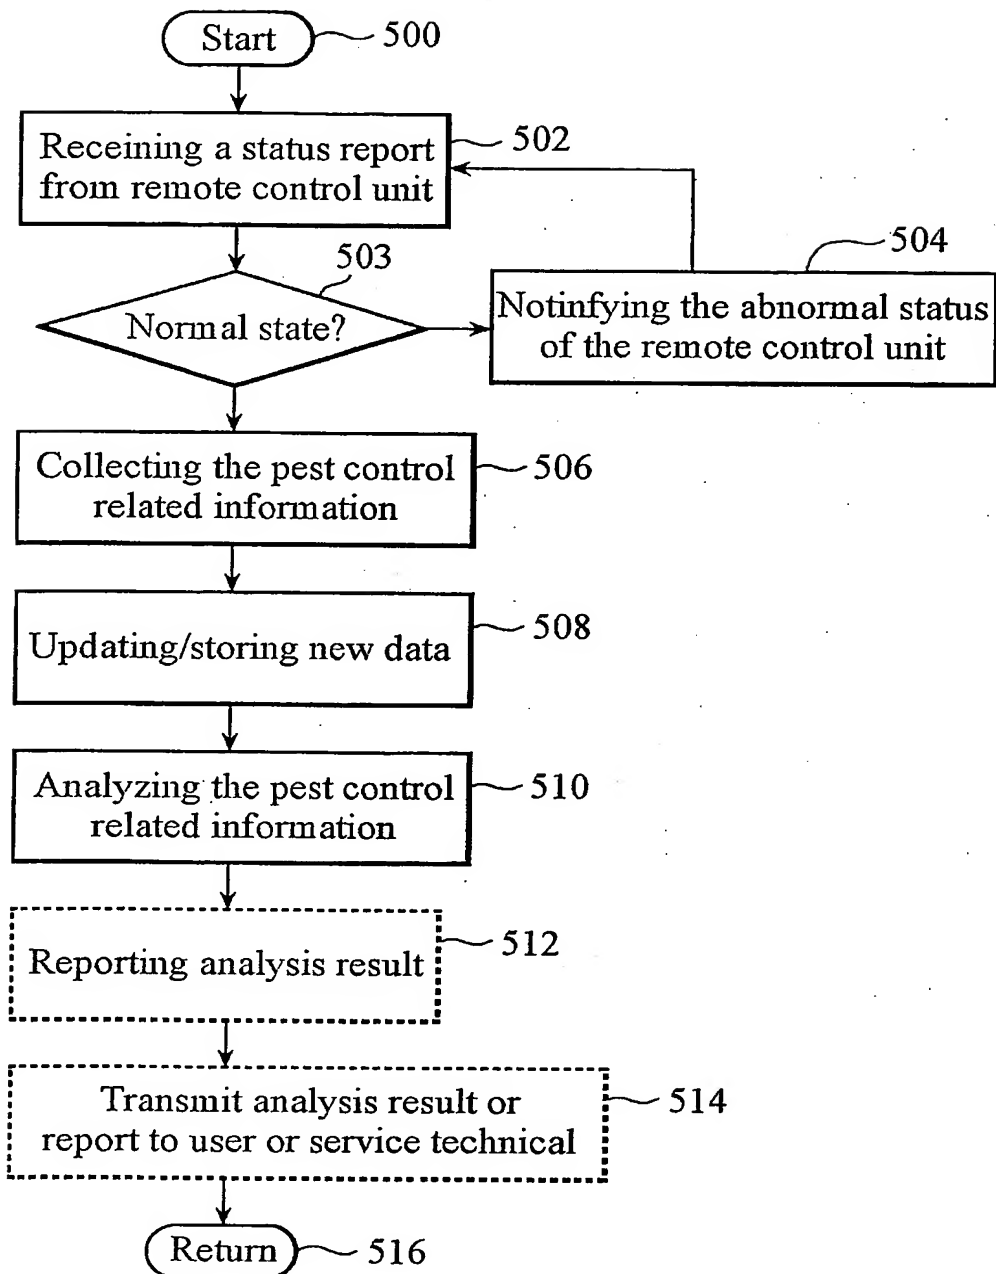 Start
500
Receining a status report
from remote control unit
502
503
Normal state?
504
Notinfying the abnormal status
of the remote control unit
Collecting the pest control
related information
506
Updating/storing new data
508
Analyzing the pest control
related information
510
Reporting analysis result
512
Transmit analysis result or
report to user or service technical
514
Return
516